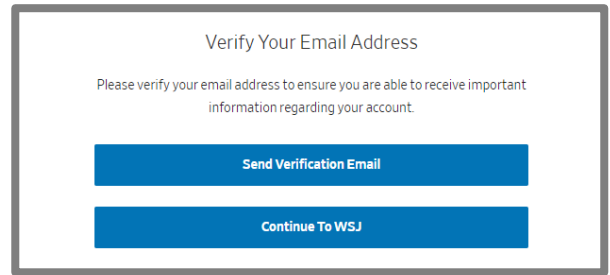 Verify Your Email Address
Please verify your email address to ensure you are able to receive important
information regarding your account.
Send Verification Email
Continue To WSJ